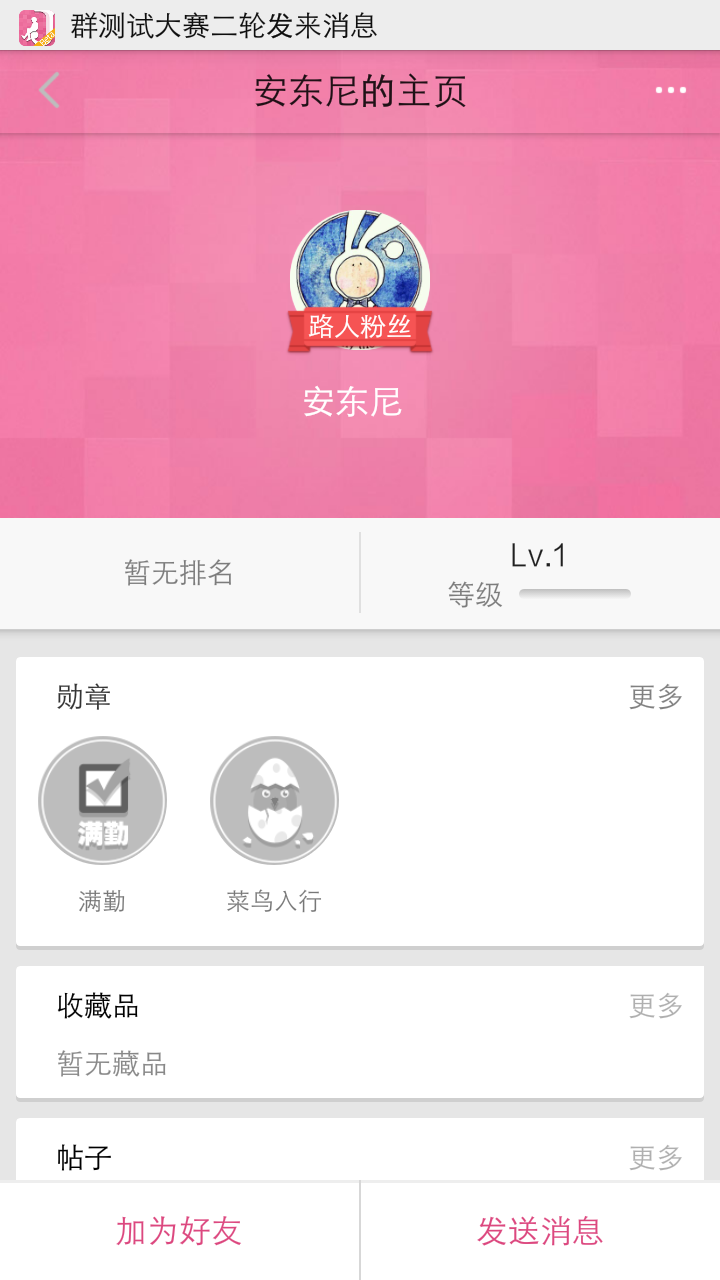 群测试大赛二轮发来消息
安东尼的主页
路人粉丝
安东尼
暂无排名
Lv.1
等级
勋章
更多
满勤
满勤
菜鸟入行
收藏品
更多
暂无藏品
帖子
更多
加为好友
发送消息